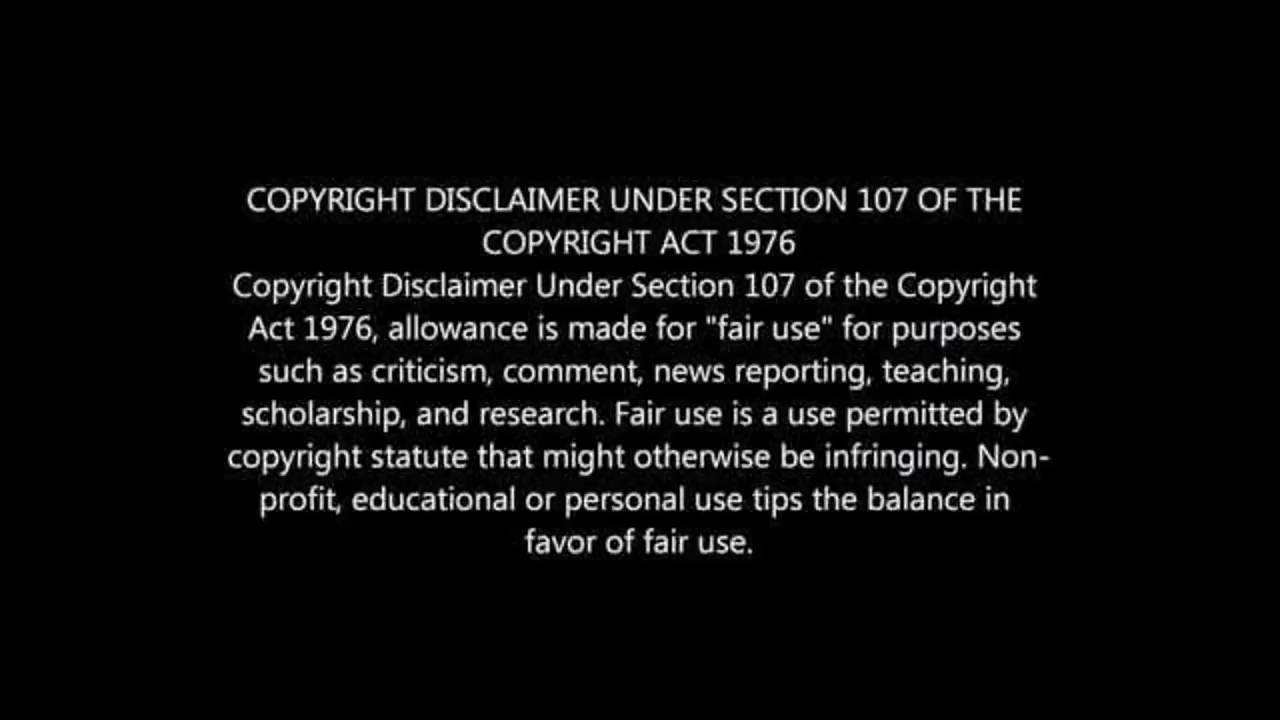 COPYRIGHT DISCLAIMER UNDER SECTION 107 OF THE
COPYRIGHT ACT 1976
Copyright Disclaimer Under Section 107 of the Copyright
Act 1976, allowance is made for "fair use" for purposes
such as criticism, comment, news reporting, teaching,
scholarship, and research. Fair use is a use permitted by
copyright statute that might otherwise be infringing. Non-
profit, educational or personal use tips the balance in
favor of fair use.